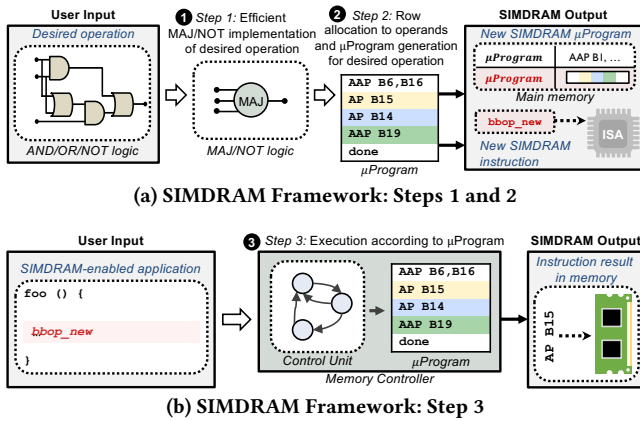 User Input
Desired operation
AND/OR/NOT logic
1 Step 1: Efficient
MAJ/NOT implementation
of desired operation
MAJ
MAJ/NOT logic
2 Step 2: Row
allocation to operands
and μProgram generation
for desired operation
AAP B6,B16
AP B15
AP B14
AAP B19
done
μProgram
SIMDRAM Output
New SIMDRAM μProgram
μProgram AAP B1, ...
μProgram
Main memory
bbop_new
ISA
New SIMDRAM
instruction
(a) SIMDRAM Framework: Steps 1 and 2
User Input
SIMDRAM-enabled application
foo () {
bbop_new
}
3 Step 3: Execution according to μProgram
Control Unit
AAP B6,B16
AP B15
AP B14
AAP B19
done
μProgram
Memory Controller
SIMDRAM Output
Instruction result
in memory
AP B15
(b) SIMDRAM Framework: Step 3